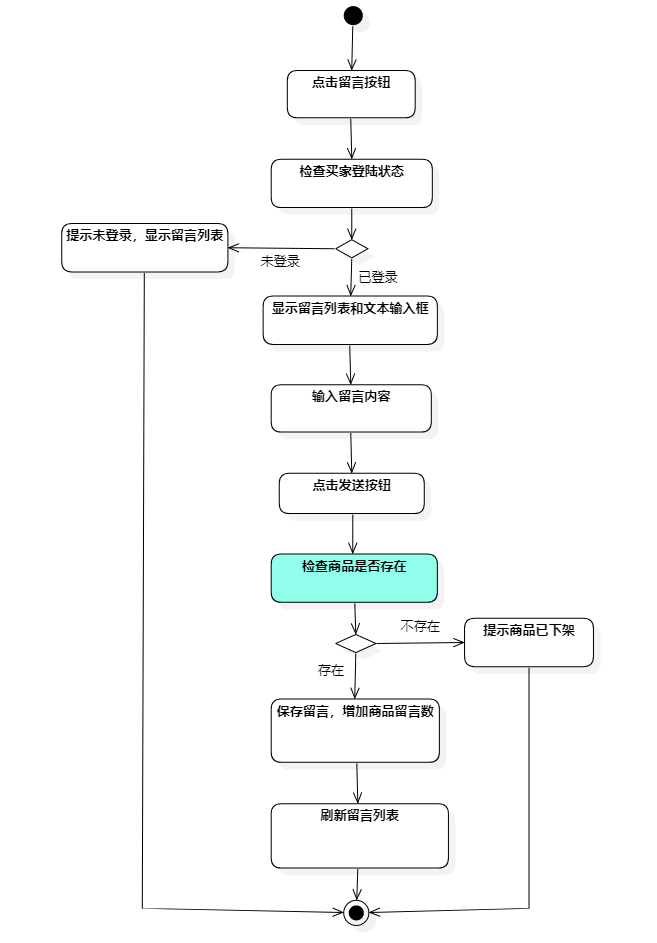 点击留言按钮
检查买家登陆状态
提示未登录，显示留言列表
未登录
已登录
显示留言列表和文本输入框
输入留言内容
点击发送按钮
检查商品是否存在
不存在
提示商品已下架
存在
保存留言，增加商品留言数
刷新留言列表